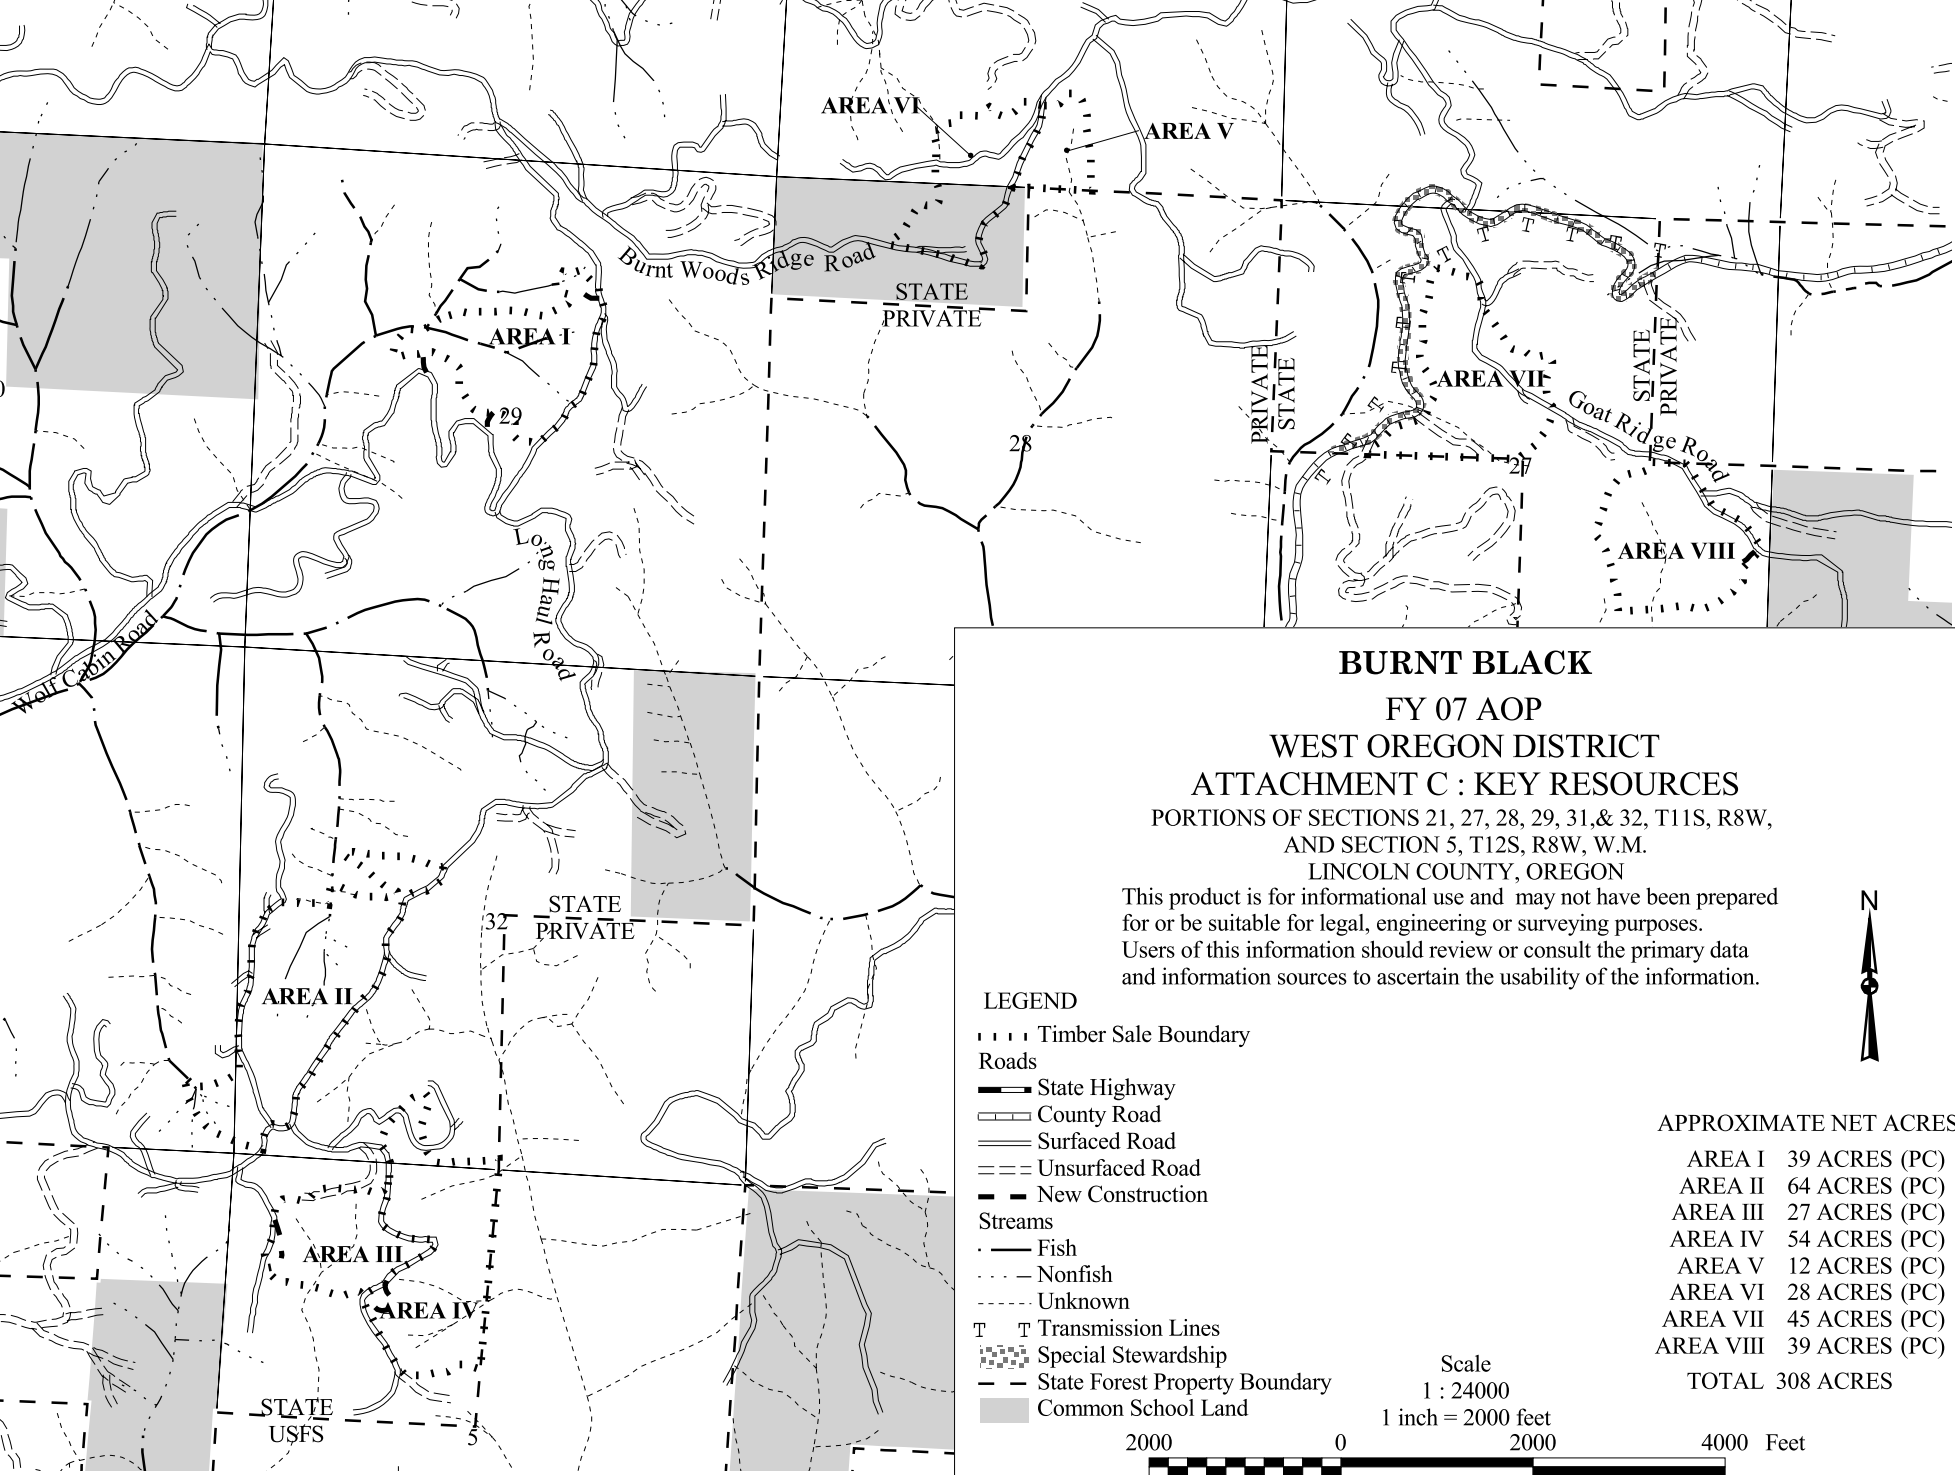 AREA VI
AREA V
Burnt Woods Ridge Road
STATE
PRIVATE
AREA I
29
28
PRIVATE
STATE
STATE
PRIVATE
AREA VII
Goat Ridge Road
27
AREA VIII
Long Haul Road
Wolf Cabin Road
32
STATE
PRIVATE
AREA II
AREA III
AREA IV
STATE
USFS
5
BURNT BLACK
FY 07 AOP
WEST OREGON DISTRICT
ATTACHMENT C : KEY RESOURCES
PORTIONS OF SECTIONS 21, 27, 28, 29, 31,& 32, T11S, R8W,
AND SECTION 5, T12S, R8W, W.M.
LINCOLN COUNTY, OREGON
This product is for informational use and may not have been prepared
for or be suitable for legal, engineering or surveying purposes.
Users of this information should review or consult the primary data
and information sources to ascertain the usability of the information.
N
LEGEND
Timber Sale Boundary
Roads
State Highway
County Road
Surfaced Road
Unsurfaced Road
New Construction
Streams
Fish
Nonfish
Unknown
T T Transmission Lines
Special Stewardship
State Forest Property Boundary
Common School Land
APPROXIMATE NET ACRES
AREA I 39 ACRES (PC)
AREA II 64 ACRES (PC)
AREA III 27 ACRES (PC)
AREA IV 54 ACRES (PC)
AREA V 12 ACRES (PC)
AREA VI 28 ACRES (PC)
AREA VII 45 ACRES (PC)
AREA VIII 39 ACRES (PC)
TOTAL 308 ACRES
Scale
1 : 24000
1 inch = 2000 feet
2000 0 2000 4000 Feet